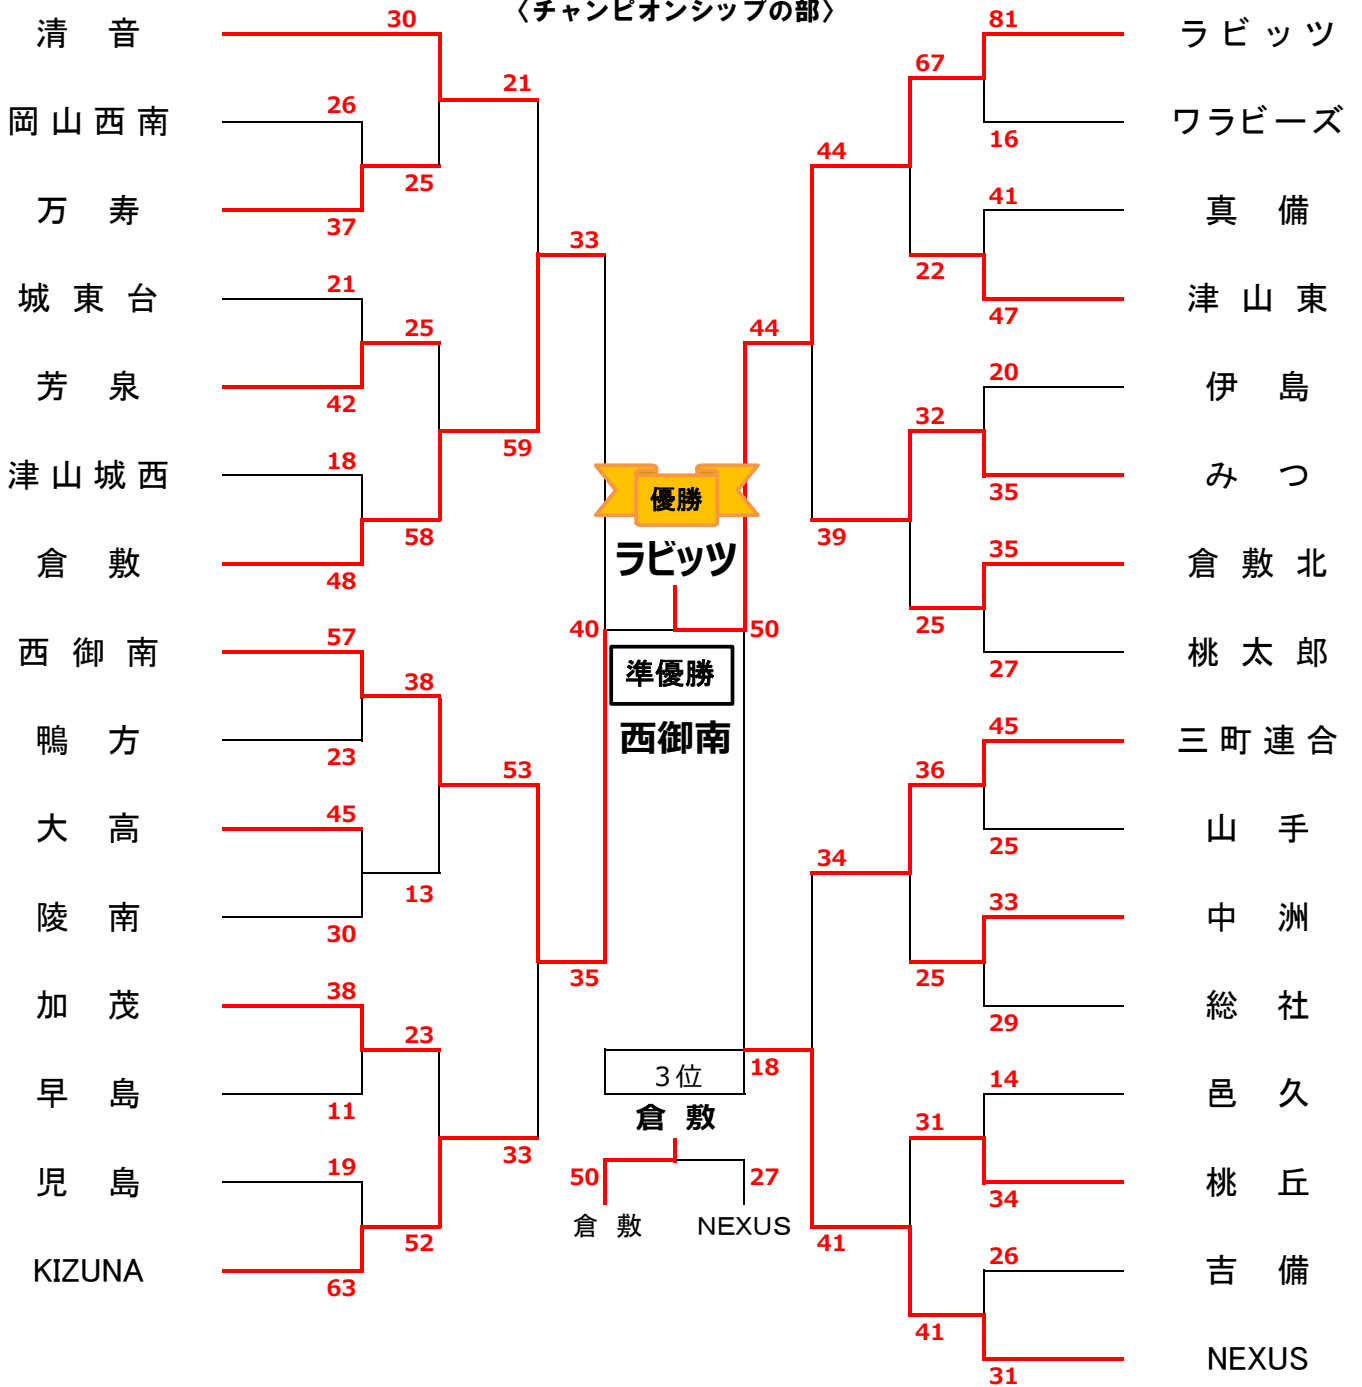 〈チャンピオンシップの部〉
清音
30
岡山西南
26
21
万寿
25
37
城東台
21
33
芳泉
25
42
津山城西
18
59
倉敷
58
48
西御南
57
40
鴨方
38
23
大高
45
53
陵南
13
30
加茂
38
35
早島
23
11
児島
19
33
KIZUNA
52
63
優勝
ラビッツ
50
準優勝
西御南
3位
18
倉敷
50
27
倉敷
NEXUS
81
ラビッツ
67
16
ワラビーズ
44
41
真備
22
47
津山東
44
20
伊島
32
35
みつ
39
35
倉敷北
25
27
桃太郎
45
三町連合
36
25
山手
34
33
中洲
25
29
総社
14
邑久
31
34
桃丘
41
26
吉備
41
31
NEXUS